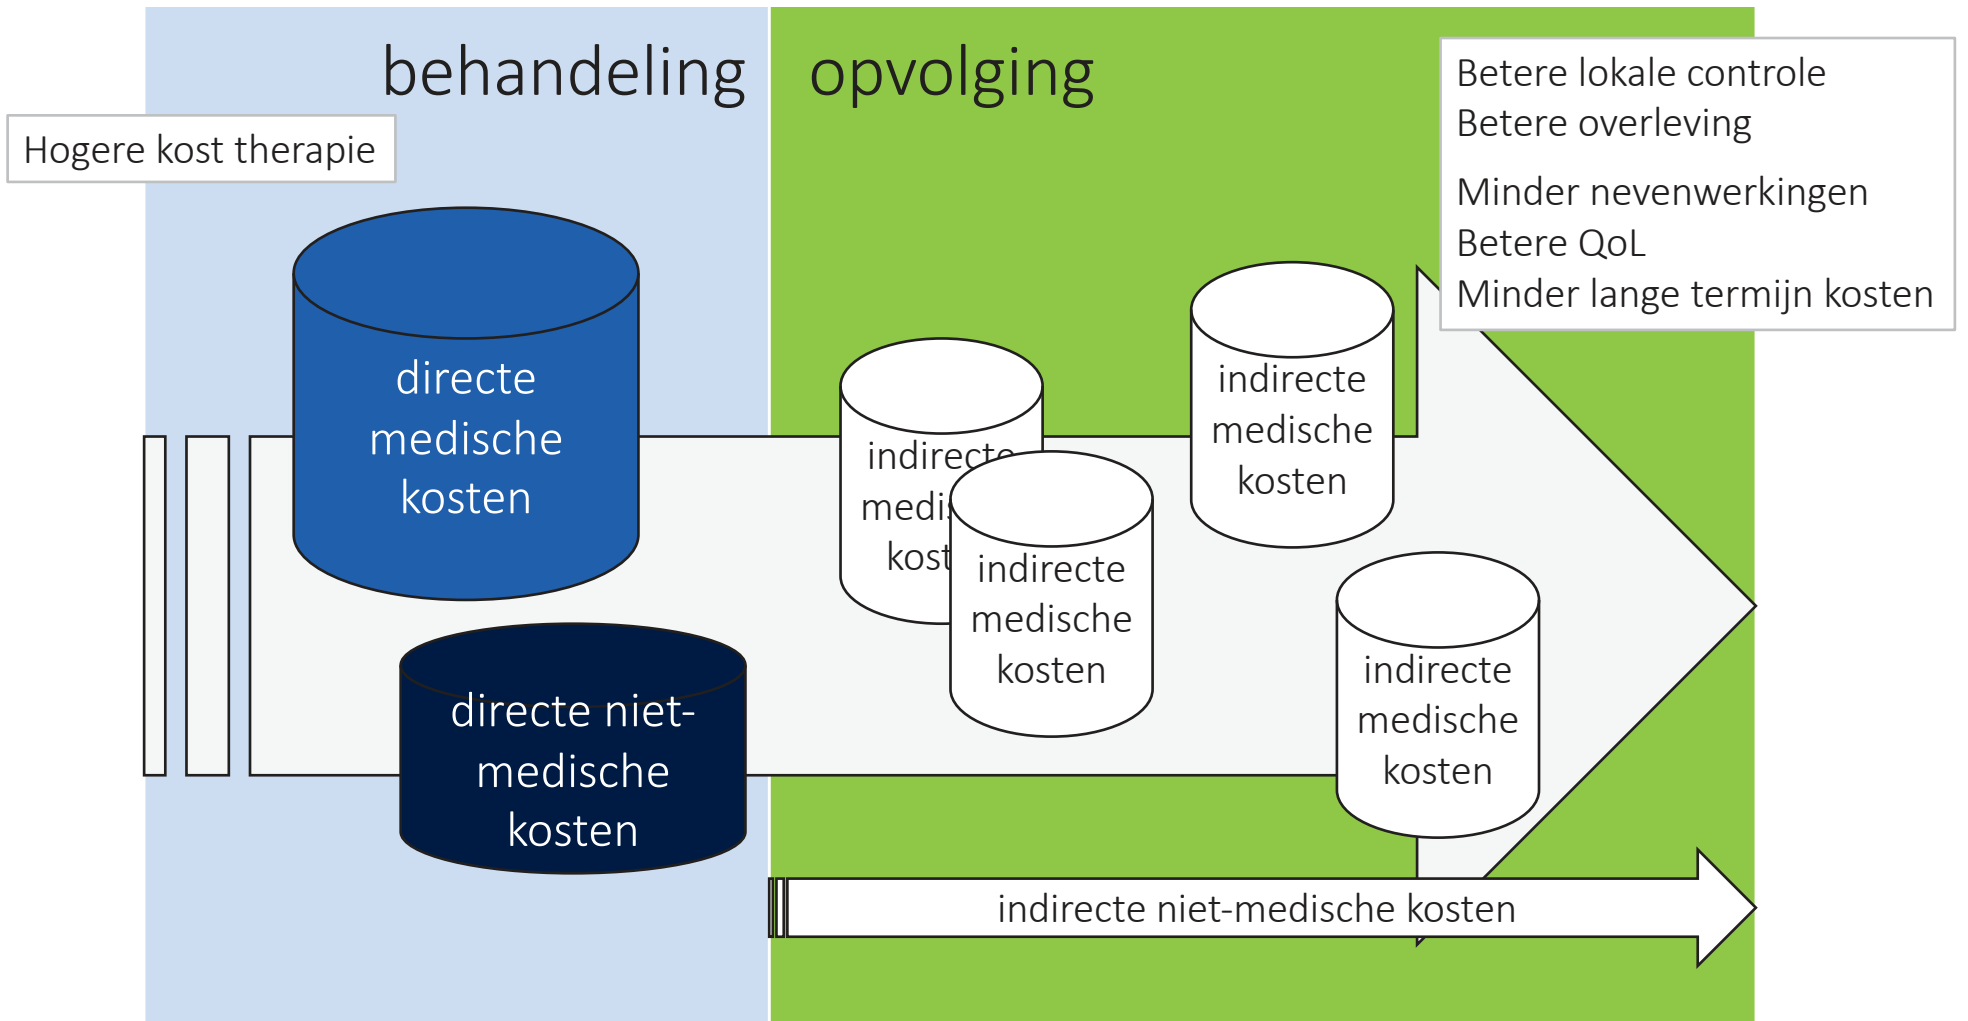 behandeling
opvolging
Hogere kost therapie
Betere lokale controle
Betere overleving
Minder nevenwerkingen
Betere QoL
Minder lange termijn kosten
directe
medische
kosten
directe niet-
medische
kosten
indirecte
indirecte
medische
kosten
indirecte
medische
kosten
indirecte
medische
kosten
indirecte niet-medische kosten